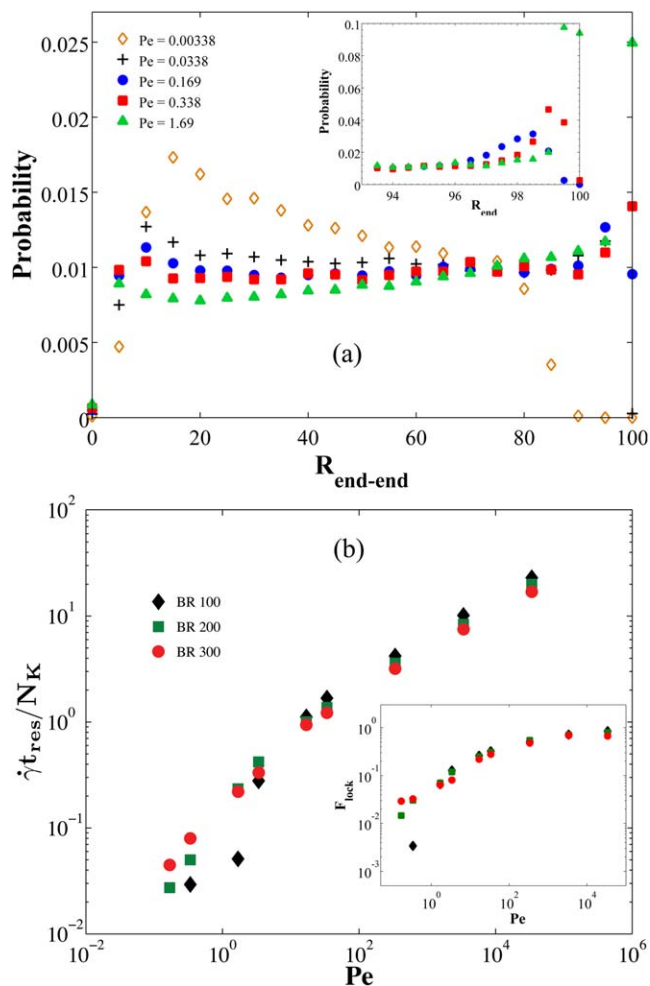 0.025
0.02
0.015
0.01
0.005
0
Probability
Pe = 0.00338
Pe = 0.0338
Pe = 0.169
Pe = 0.338
Pe = 1.69
0.1
0.08
0.06
0.04
0.02
0
Probability
94 96 98 100
R_end
(a)
0 20 40 60 80 100
R_end-end
10^2
10^1
10^0
10^-1
10^-2
γ̇t_res/N_K
(b)
BR 100
BR 200
BR 300
10^0
10^-1
10^-2
10^-3
F_lock
10^0 10^2 10^4
Pe
10^-2 10^0 10^2 10^4 10^6
Pe